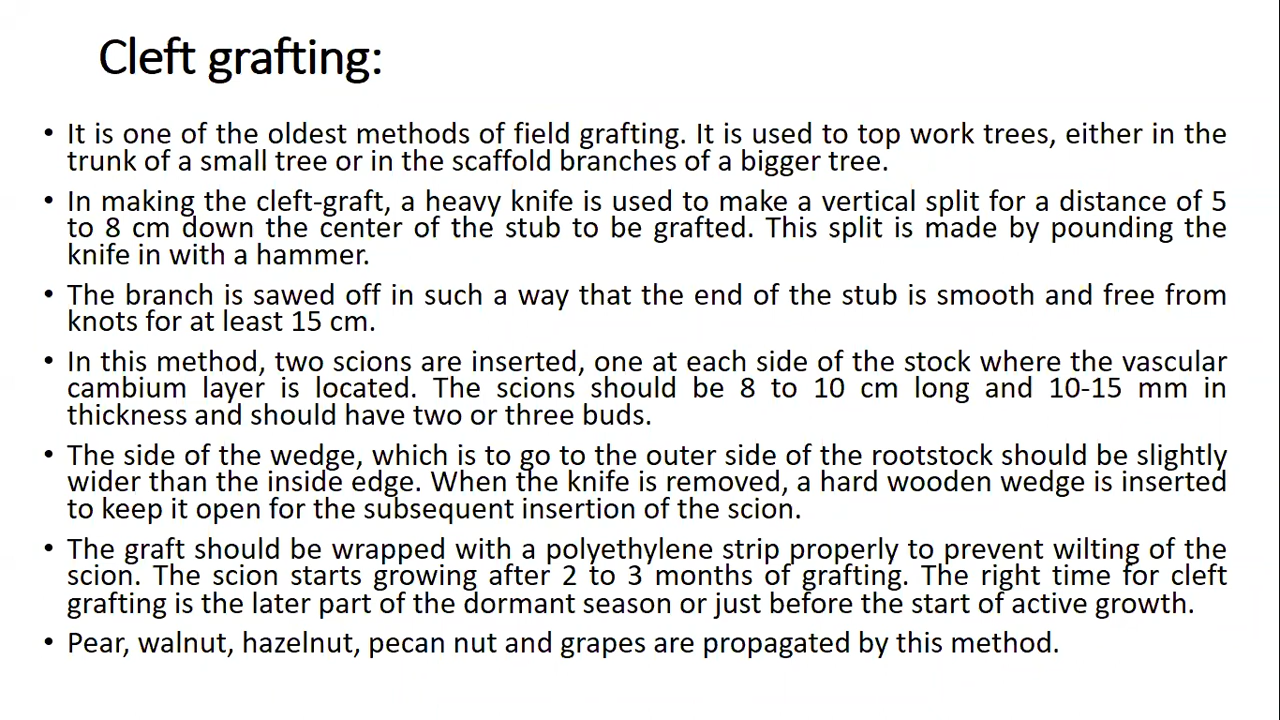 Cleft grafting:
• It is one of the oldest methods of field grafting. It is used to top work trees, either in the
trunk of a small tree or in the scaffold branches of a bigger tree.
• In making the cleft-graft, a heavy knife is used to make a vertical split for a distance of 5
to 8 cm down the center of the stub to be grafted. This split is made by pounding the
knife in with a hammer.
• The branch is sawed off in such a way that the end of the stub is smooth and free from
knots for at least 15 cm.
• In this method, two scions are inserted, one at each side of the stock where the vascular
cambium layer is located. The scions should be 8 to 10 cm long and 10-15 mm in
thickness and should have two or three buds.
• The side of the wedge, which is to go to the outer side of the rootstock should be slightly
wider than the inside edge. When the knife is removed, a hard wooden wedge is inserted
to keep it open for the subsequent insertion of the scion.
• The graft should be wrapped with a polyethylene strip properly to prevent wilting of the
scion. The scion starts growing after 2 to 3 months of grafting. The right time for cleft
grafting is the later part of the dormant season or just before the start of active growth.
• Pear, walnut, hazelnut, pecan nut and grapes are propagated by this method.